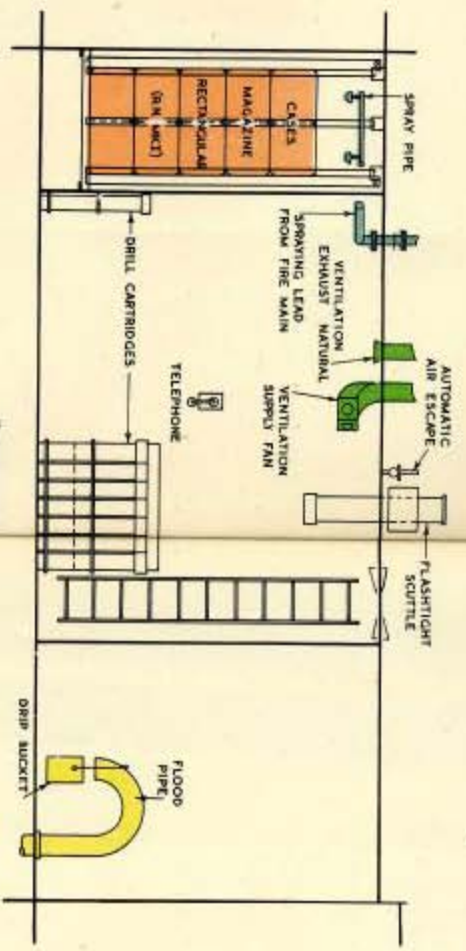 SPRAY PIPE
CASES
MAGAZINE
RECTANGULAR
(R.N. MK I)
SPRAYING LEAD
FROM FIRE MAIN
VENTILATION
EXHAUST NATURAL
VENTILATION
SUPPLY FAN
AUTOMATIC
AIR ESCAPE
FLASHTIGHT
SCUTTLE
TELEPHONE
DRILL CARTRIDGES
FLOOD
PIPE
DRIP BUCKET